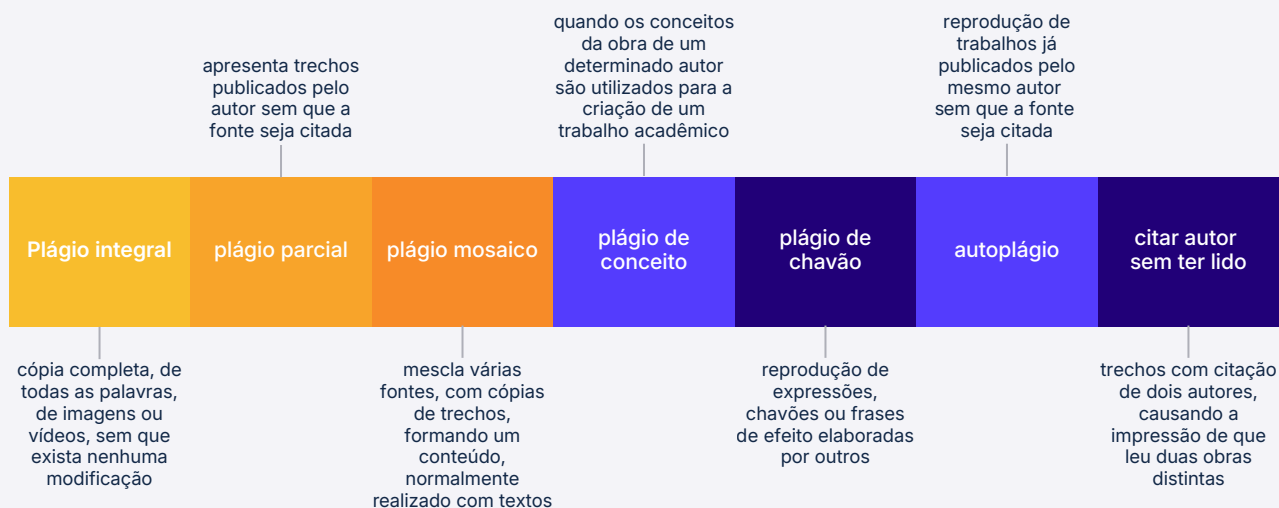 apresenta trechos
publicados pelo
autor sem que a
fonte seja citada
quando os conceitos
da obra de um
determinado autor
são utilizados para a
criação de um
trabalho acadêmico
reprodução de
trabalhos já
publicados pelo
mesmo autor
sem que a fonte
seja citada
Plágio integral
plágio parcial
plágio mosaico
plágio de
conceito
plágio de
chavão
autoplágio
citar autor
sem ter lido
cópia completa, de
todas as palavras,
de imagens ou
vídeos, sem que
exista nenhuma
modificação
mescla várias
fontes, com cópias
de trechos,
formando um
conteúdo,
normalmente
realizado com textos
reprodução de
expressões,
chavões ou frases
de efeito elaboradas
por outros
trechos com citação
de dois autores,
causando a
impressão de que
leu duas obras
distintas